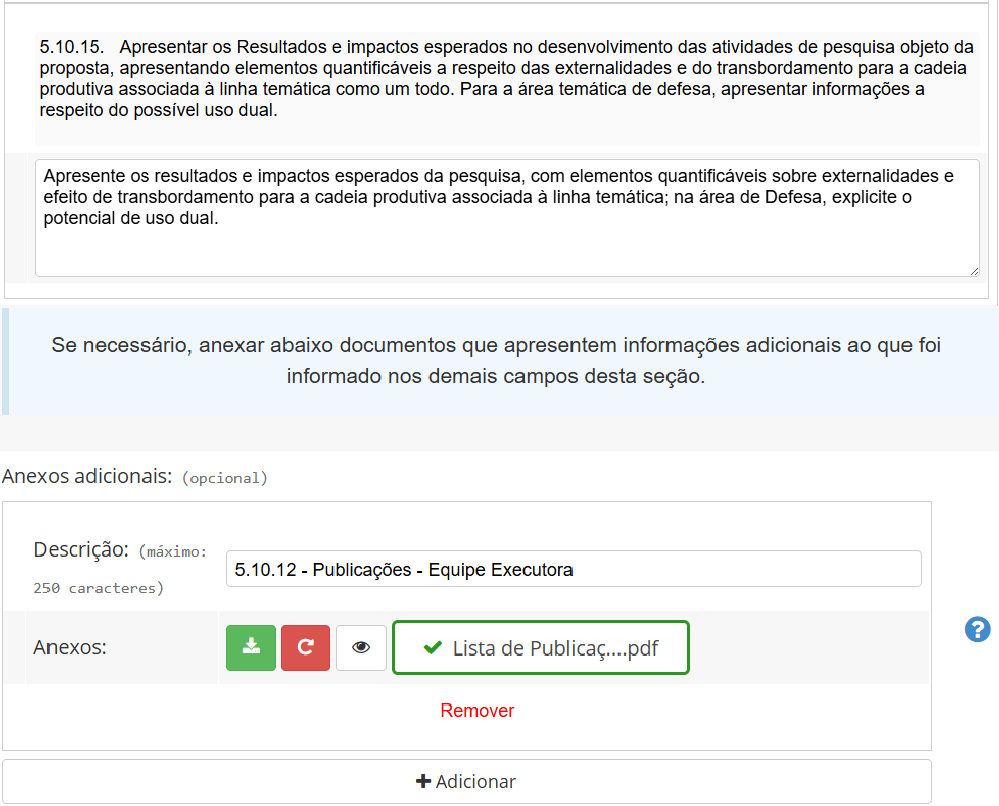 5.10.15. Apresentar os Resultados e impactos esperados no desenvolvimento das atividades de pesquisa objeto da
proposta, apresentando elementos quantificáveis a respeito das externalidades e do transbordamento para a cadeia
produtiva associada à linha temática como um todo. Para a área temática de defesa, apresentar informações a
respeito do possível uso dual.
Apresente os resultados e impactos esperados da pesquisa, com elementos quantificáveis sobre externalidades e
efeito de transbordamento para a cadeia produtiva associada à linha temática; na área de Defesa, explicite o
potencial de uso dual.
Se necessário, anexar abaixo documentos que apresentem informações adicionais ao que foi
informado nos demais campos desta seção.
Anexos adicionais: (opcional)
Descrição: (máximo:
250 caracteres)
5.10.12 - Publicações - Equipe Executora
Anexos:
Lista de Publicaç....pdf
?
Remover
+ Adicionar